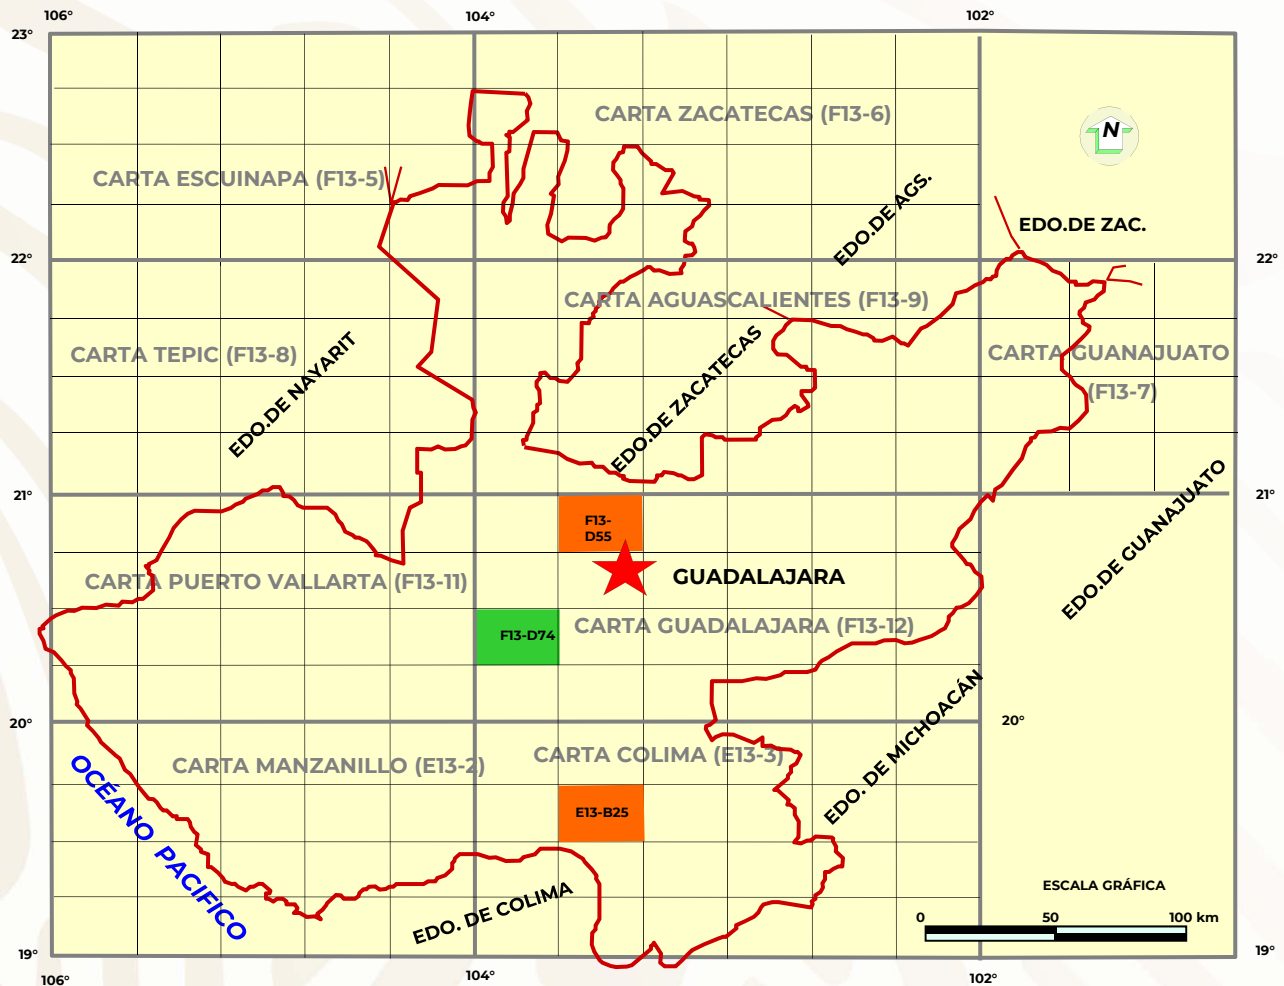 106°
104°
102°
23°
CARTA ZACATECAS (F13-6)
N
CARTA ESCUINAPA (F13-5)
EDO.DE AGS.
EDO.DE ZAC.
22°
22°
CARTA AGUASCALIENTES (F13-9)
CARTA TEPIC (F13-8)
EDO.DE NAYARIT
EDO.DE ZACATECAS
CARTA GUANAJUATO
(F13-7)
21°
21°
F13-
D55
EDO.DE GUANAJUATO
GUADALAJARA
CARTA PUERTO VALLARTA (F13-11)
F13-D74
CARTA GUADALAJARA (F13-12)
20°
20°
EDO. DE MICHOACÁN
CARTA MANZANILLO (E13-2)
CARTA COLIMA (E13-3)
OCÉANO PACIFICO
E13-B25
EDO. DE COLIMA
ESCALA GRÁFICA
0 50 100 km
19°
19°
106°
104°
102°